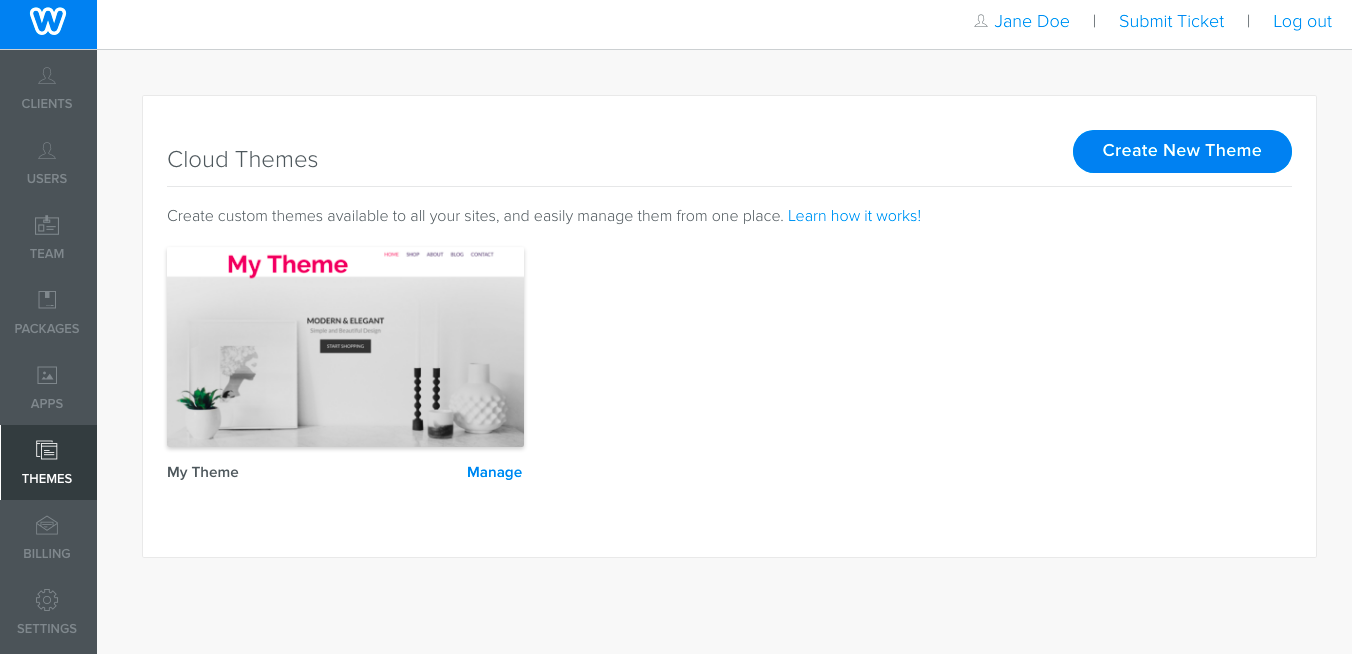 Jane Doe | Submit Ticket | Log out
CLIENTS
USERS
TEAM
PACKAGES
APPS
THEMES
BILLING
SETTINGS
Cloud Themes
Create New Theme
Create custom themes available to all your sites, and easily manage them from one place. Learn how it works!
My Theme
HOME SHOP ABOUT BLOG CONTACT
MODERN & ELEGANT
Simple and Beautiful Design
START SHOPPING
My Theme
Manage